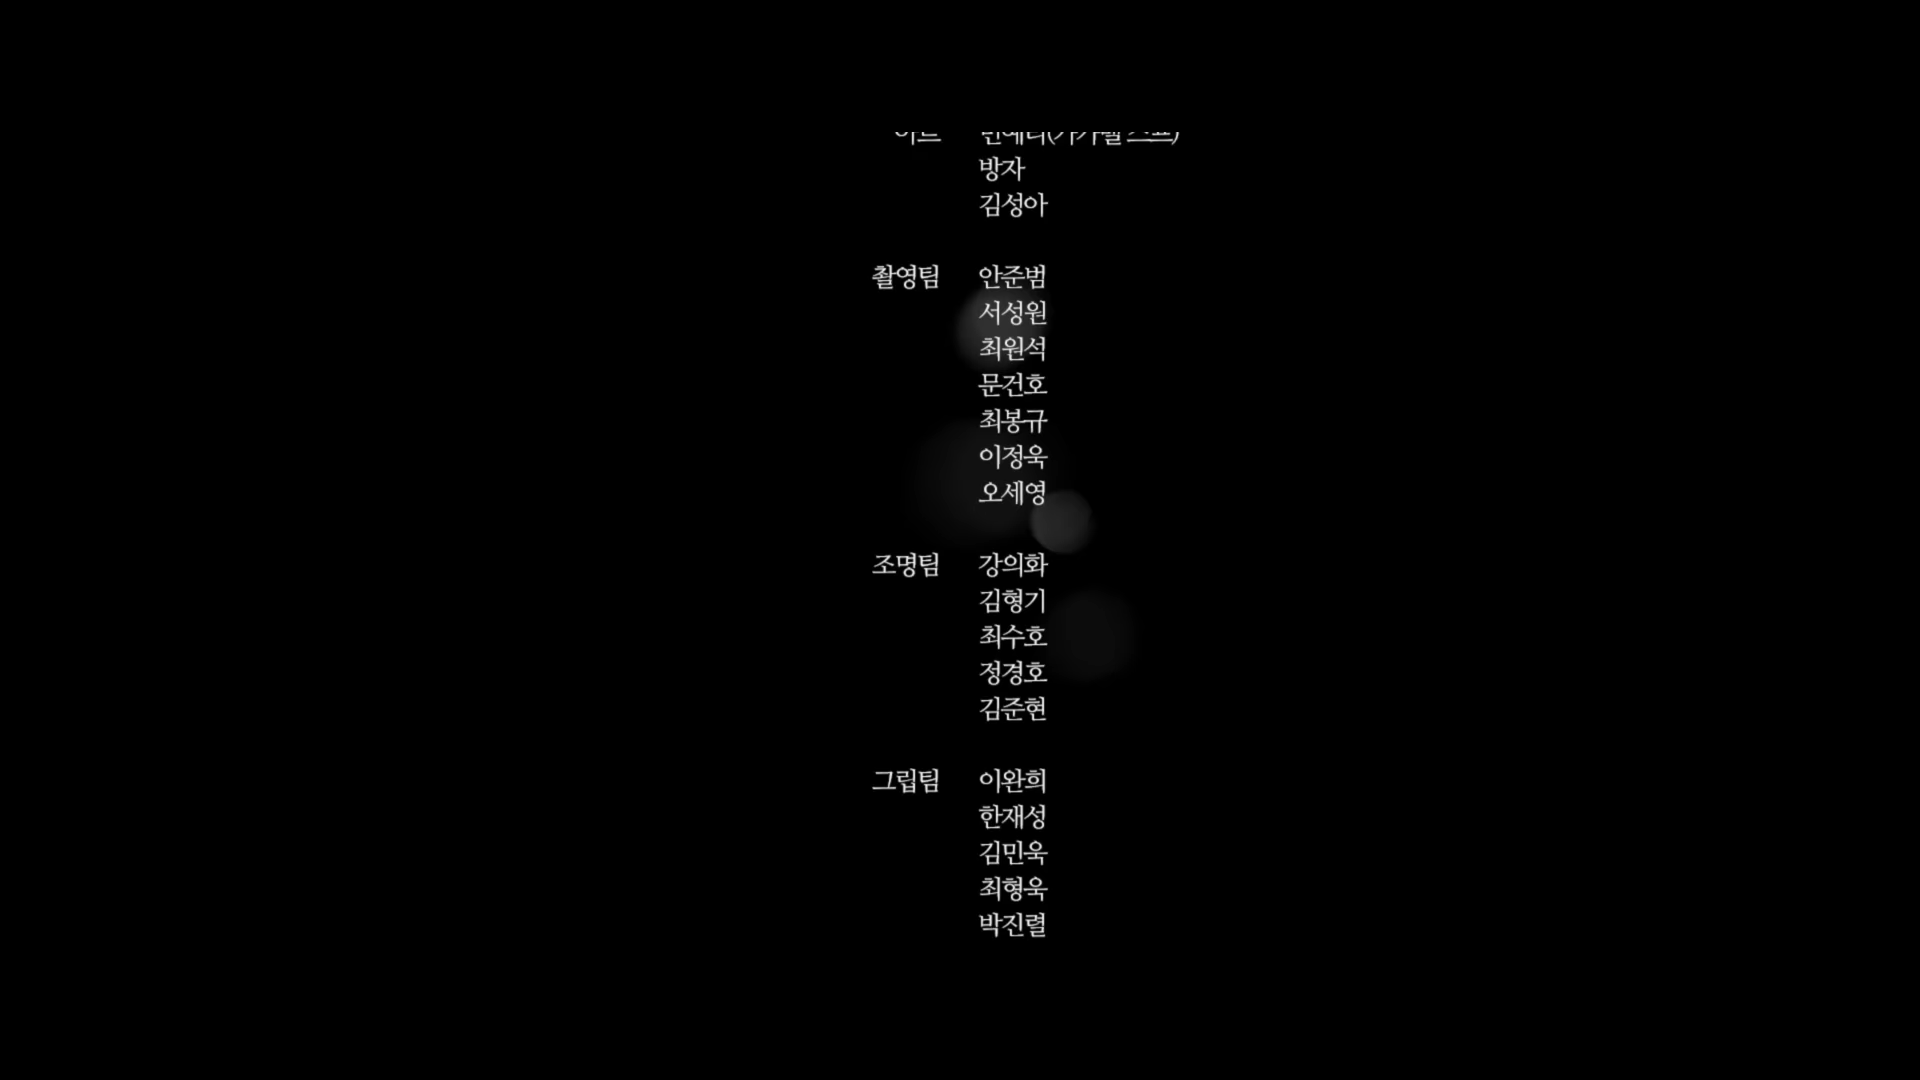 방자
김성아
촬영팀 안준범
서성원
최원석
문건호
최봉규
이정욱
오세영
조명팀 강의화
김형기
최수호
정경호
김준현
그립팀 이완희
한재성
김민욱
최형욱
박진렬